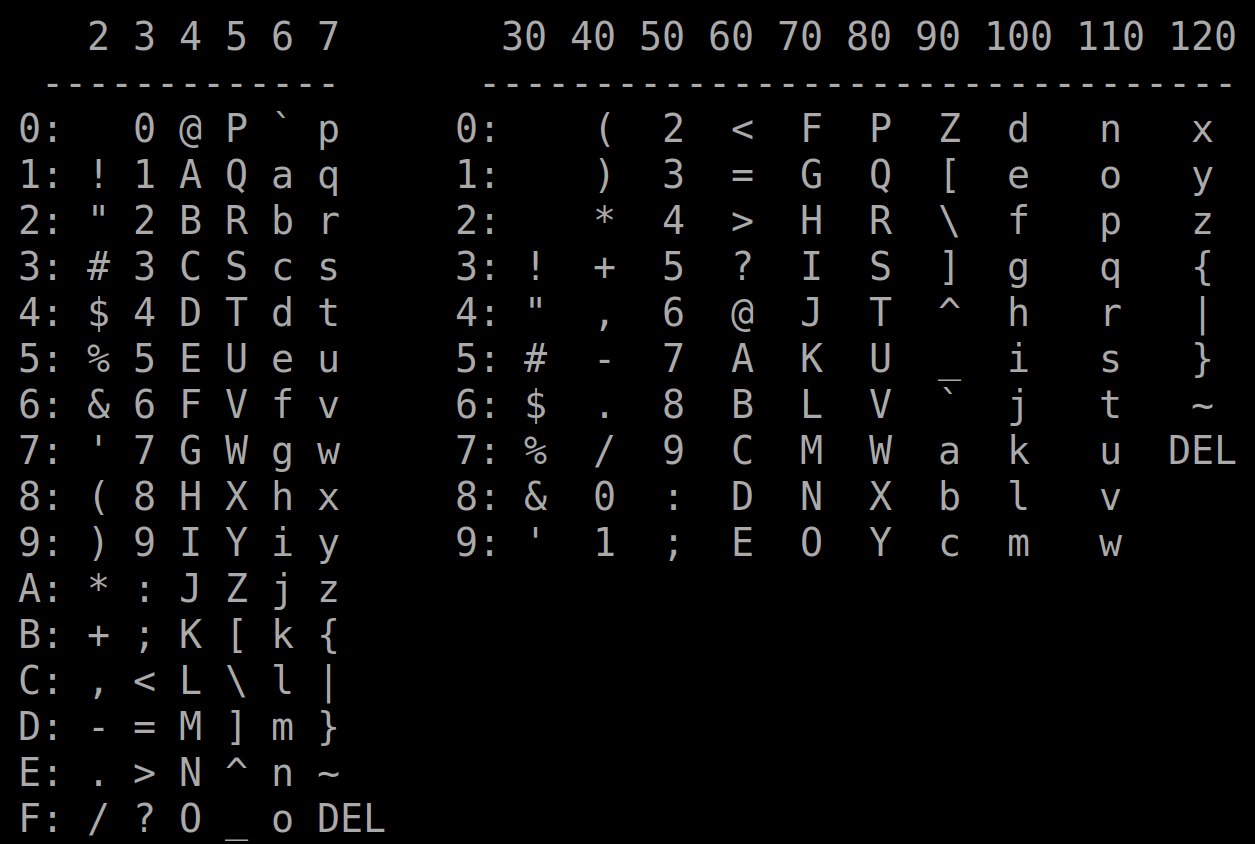 2 3 4 5 6 7       30 40 50 60 70 80 90 100 110 120
 -------------      ---------------------------------
0:   0 @ P ` p     0:    (  2  <  F  P  Z  d   n   x
1: ! 1 A Q a q     1:    )  3  =  G  Q  [  e   o   y
2: " 2 B R b r     2:    *  4  >  H  R  \  f   p   z
3: # 3 C S c s     3: !  +  5  ?  I  S  ]  g   q   {
4: $ 4 D T d t     4: "  ,  6  @  J  T  ^  h   r   |
5: % 5 E U e u     5: #  -  7  A  K  U  _  i   s   }
6: & 6 F V f v     6: $  .  8  B  L  V  `  j   t   ~
7: ' 7 G W g w     7: %  /  9  C  M  W  a  k   u  DEL
8: ( 8 H X h x     8: &  0  :  D  N  X  b  l   v
9: ) 9 I Y i y     9: '  1  ;  E  O  Y  c  m   w
A: * : J Z j z
B: + ; K [ k {
C: , < L \ l |
D: - = M ] m }
E: . > N ^ n ~
F: / ? O _ o DEL